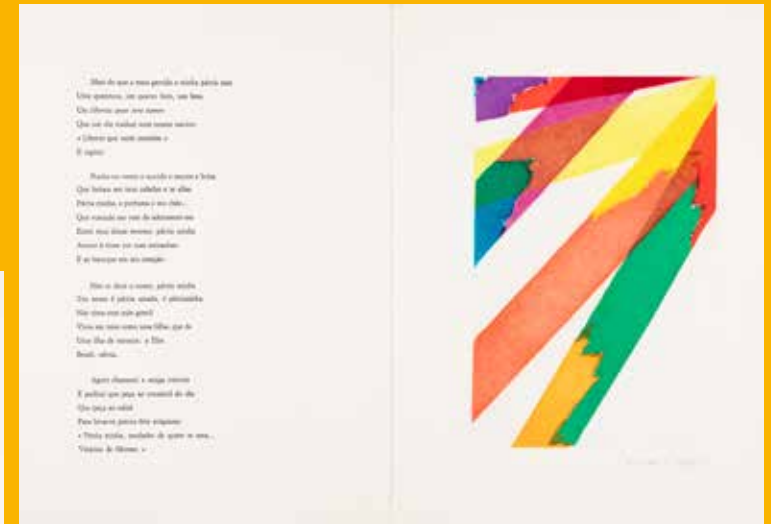 Mais do que a mais garrida a minha pátria tem
Uma quentura, um querer bem, um bem
Um libertas quae sera tamen
Que um dia traduzi num exame escrito:
« Liberta que serás também »
E repito!
Ponho no vento o ouvido e escuto a brisa
Que brinca em teus cabelos e te alisa
Pátria minha, e perfuma o teu chão...
Que vontade me vem de adormecer-me
Entre teus doces montes, pátria minha
Atento à fome em tuas entranhas
E ao batuque em teu coração.
Não te direi o nome, pátria minha
Teu nome é pátria amada, é patriazinha
Não rima com mãe gentil
Vives em mim como uma filha, que és
Uma ilha de ternura: a Ilha
Brasil, talvez.
Agora chamarei a amiga cotovia
E pedirei que peça ao rouxinol do dia
Que peça ao sabiá
Para levar-te presto este avigrama:
« Pátria minha, saudades de quem te ama...
Vinicius de Moraes. »